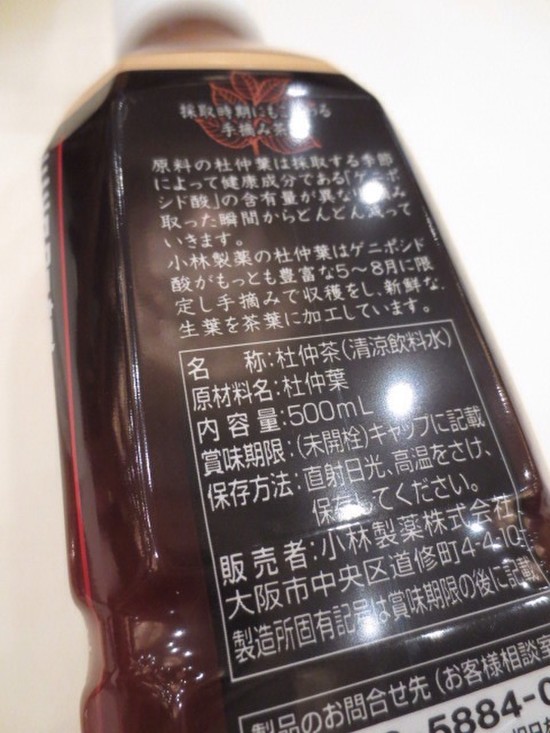 採取時期にもこ る
手摘み茶
原料の杜仲葉は採取する季節
によって健康成分である「ゲニポ
シド酸」の含有量が異な み
取った瞬間からどんどん減って
いきます。
小林製薬の杜仲葉はゲニポシド
酸がもっとも豊富な5〜8月に限
定し手摘みで収穫をし、新鮮な
生葉を茶葉に加工しています。
名 称:杜仲茶(清涼飲料水)
原材料名:杜仲葉
内容量:500mL
賞味期限:(未開栓)キャップに記載
保存方法:直射日光、高温をさけ、
保 してください。
販売者:小林製薬株式会社
大阪市中央区道修町4-4-10
製造所固有記号は賞味期限の後に記載
製品のお問合せ先(お客様相談室
5884-0